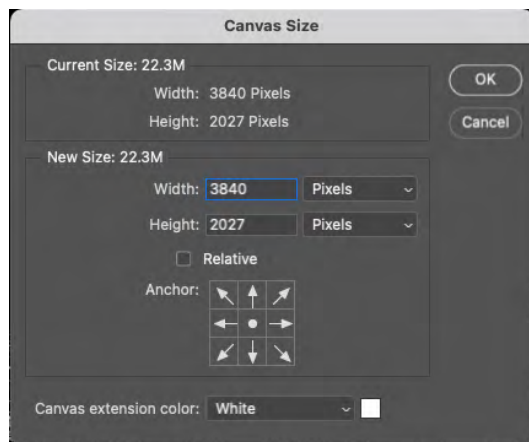 Canvas Size
Current Size: 22.3M
Width: 3840 Pixels
Height: 2027 Pixels
OK
Cancel
New Size: 22.3M
Width: 3840 Pixels
Height: 2027 Pixels
Relative
Anchor:
Canvas extension color: White